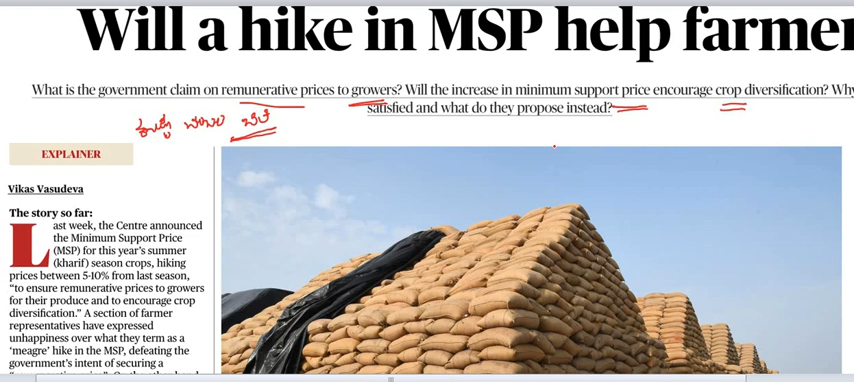 Will a hike in MSP help farmer
What is the government claim on remunerative prices to growers? Will the increase in minimum support price encourage crop diversification? Why
satisfied and what do they propose instead?
EXPLAINER
Vikas Vasudeva
The story so far:
Last week, the Centre announced
the Minimum Support Price
(MSP) for this year's summer
(kharif) season crops, hiking
prices between 5-10% from last season,
“to ensure remunerative prices to growers
for their produce and to encourage crop
diversification.” A section of farmer
representatives have expressed
unhappiness over what they term as a
‘meagre’ hike in the MSP, defeating the
government's intent of securing a